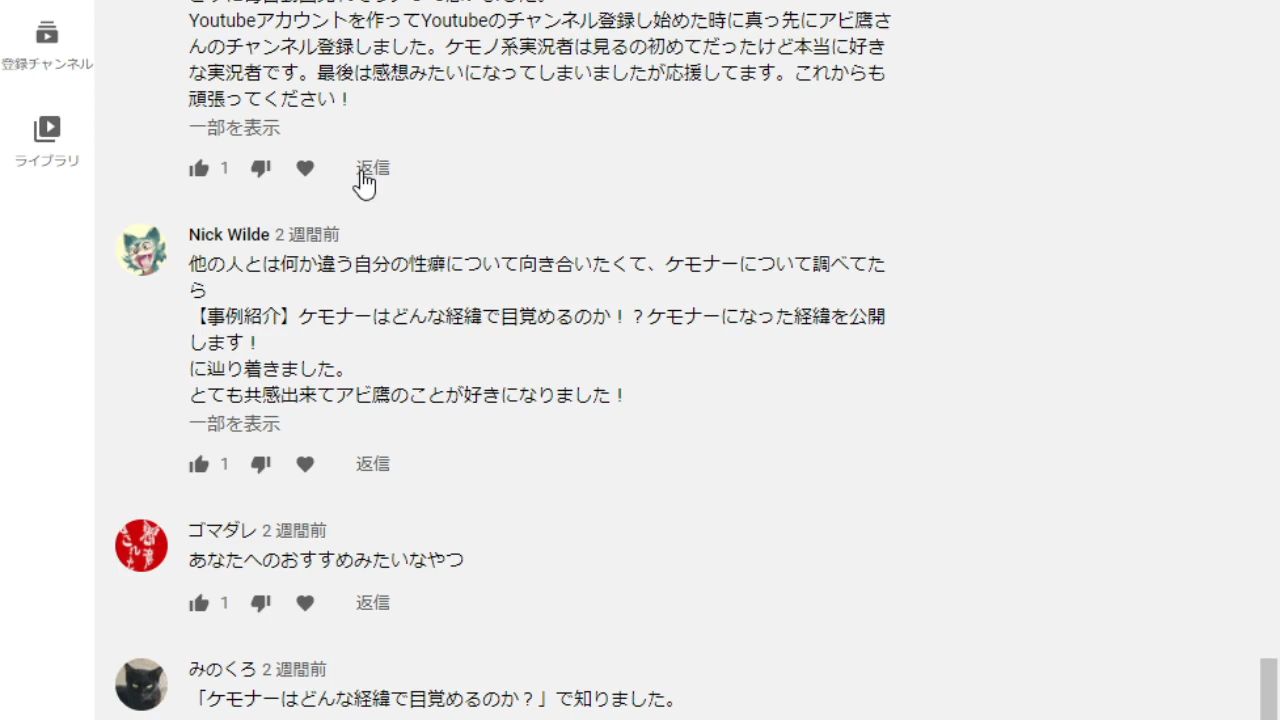 登録チャンネル
ライブラリ
Youtubeアカウントを作ってYoutubeのチャンネル登録し始めた時に真っ先にアビ鷹さ
んのチャンネル登録しました。ケモノ系実況者は見るの初めてだったけど本当に好き
な実況者です。最後は感想みたいになってしまいましたが応援してます。これからも
頑張ってください！
一部を表示
1 返信
Nick Wilde 2 週間前
他の人とは何か違う自分の性癖について向き合いたくて、ケモナーについて調べてた
ら
【事例紹介】ケモナーはどんな経緯で目覚めるのか！？ケモナーになった経緯を公開
します！
に辿り着きました。
とても共感出来てアビ鷹のことが好きになりました！
一部を表示
1 返信
ゴマダレ 2 週間前
あなたへのおすすめみたいなやつ
1 返信
みのくろ 2 週間前
「ケモナーはどんな経緯で目覚めるのか？」で知りました。